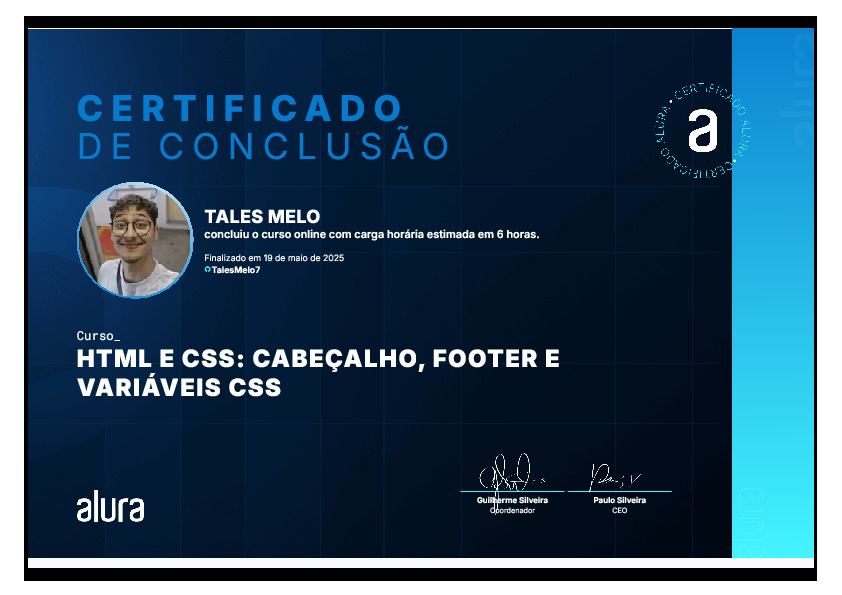 CERTIFICADO
DE CONCLUSÃO
CERTIFICADO ALURA • CERTIFICADO ALURA •
a
alura
TALES MELO
concluiu o curso online com carga horária estimada em 6 horas.
Finalizado em 19 de maio de 2025
TalesMelo7
Curso_
HTML E CSS: CABEÇALHO, FOOTER E
VARIÁVEIS CSS
Guilherme Silveira
Coordenador
Paulo Silveira
CEO
alura
alura